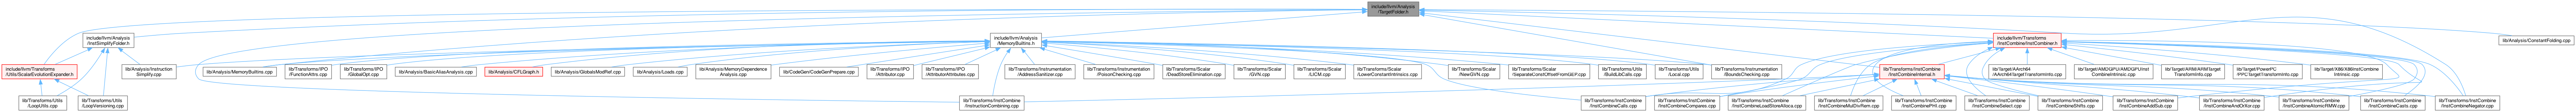 include/llvm/Analysis
/TargetFolder.h
include/llvm/Analysis
/InstSimplifyFolder.h
include/llvm/Analysis
/MemoryBuiltins.h
include/llvm/Transforms
/InstCombine/InstCombiner.h
lib/Analysis/ConstantFolding.cpp
include/llvm/Transforms
/Utils/ScalarEvolutionExpander.h
lib/Analysis/Instruction
Simplify.cpp
lib/Analysis/MemoryBuiltins.cpp
lib/Transforms/IPO
/FunctionAttrs.cpp
lib/Transforms/IPO
/GlobalOpt.cpp
lib/Analysis/BasicAliasAnalysis.cpp
lib/Analysis/CFLGraph.h
lib/Analysis/GlobalsModRef.cpp
lib/Analysis/Loads.cpp
lib/Analysis/MemoryDependence
Analysis.cpp
lib/CodeGen/CodeGenPrepare.cpp
lib/Transforms/IPO
/Attributor.cpp
lib/Transforms/IPO
/AttributorAttributes.cpp
lib/Transforms/Instrumentation
/AddressSanitizer.cpp
lib/Transforms/Instrumentation
/PoisonChecking.cpp
lib/Transforms/Scalar
/DeadStoreElimination.cpp
lib/Transforms/Scalar
/GVN.cpp
lib/Transforms/Scalar
/LICM.cpp
lib/Transforms/Scalar
/LowerConstantIntrinsics.cpp
lib/Transforms/Scalar
/NewGVN.cpp
lib/Transforms/Scalar
/SeparateConstOffsetFromGEP.cpp
lib/Transforms/Utils
/BuildLibCalls.cpp
lib/Transforms/Utils
/Local.cpp
lib/Transforms/Instrumentation
/BoundsChecking.cpp
lib/Transforms/InstCombine
/InstCombineInternal.h
lib/Target/AArch64
/AArch64TargetTransformInfo.cpp
lib/Target/AMDGPU/AMDGPUInst
CombineIntrinsic.cpp
lib/Target/ARM/ARMTarget
TransformInfo.cpp
lib/Target/PowerPC
/PPCTargetTransformInfo.cpp
lib/Target/X86/X86InstCombine
Intrinsic.cpp
lib/Transforms/Utils
/LoopUtils.cpp
lib/Transforms/Utils
/LoopVersioning.cpp
lib/Transforms/InstCombine
/InstructionCombining.cpp
lib/Transforms/InstCombine
/InstCombineCalls.cpp
lib/Transforms/InstCombine
/InstCombineCompares.cpp
lib/Transforms/InstCombine
/InstCombineLoadStoreAlloca.cpp
lib/Transforms/InstCombine
/InstCombineMulDivRem.cpp
lib/Transforms/InstCombine
/InstCombinePHI.cpp
lib/Transforms/InstCombine
/InstCombineSelect.cpp
lib/Transforms/InstCombine
/InstCombineShifts.cpp
lib/Transforms/InstCombine
/InstCombineAddSub.cpp
lib/Transforms/InstCombine
/InstCombineAndOrXor.cpp
lib/Transforms/InstCombine
/InstCombineAtomicRMW.cpp
lib/Transforms/InstCombine
/InstCombineCasts.cpp
lib/Transforms/InstCombine
/InstCombineNegator.cpp